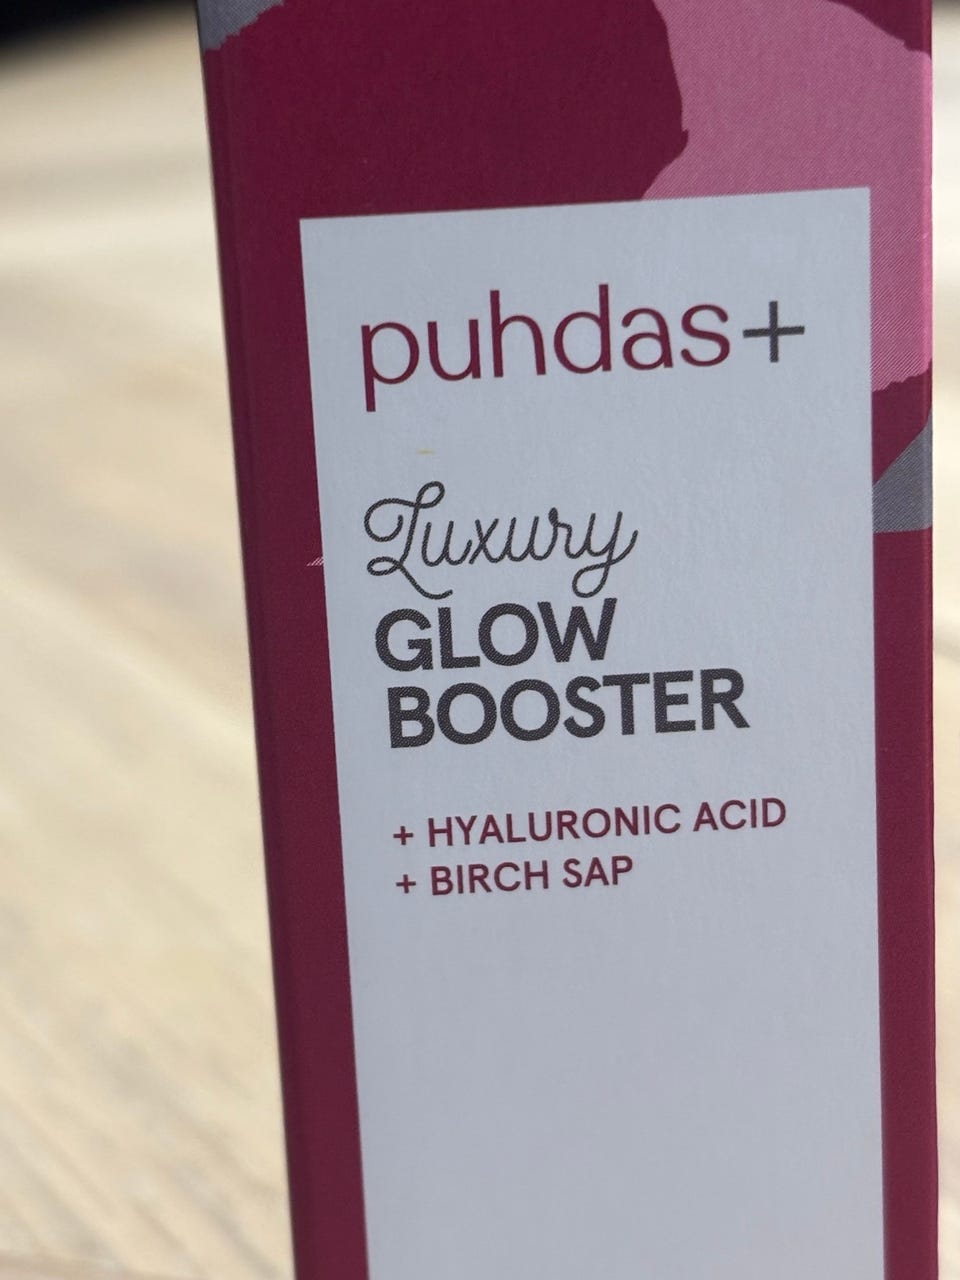 puhdas+
Luxury
GLOW
BOOSTER
+ HYALURONIC ACID
+ BIRCH SAP